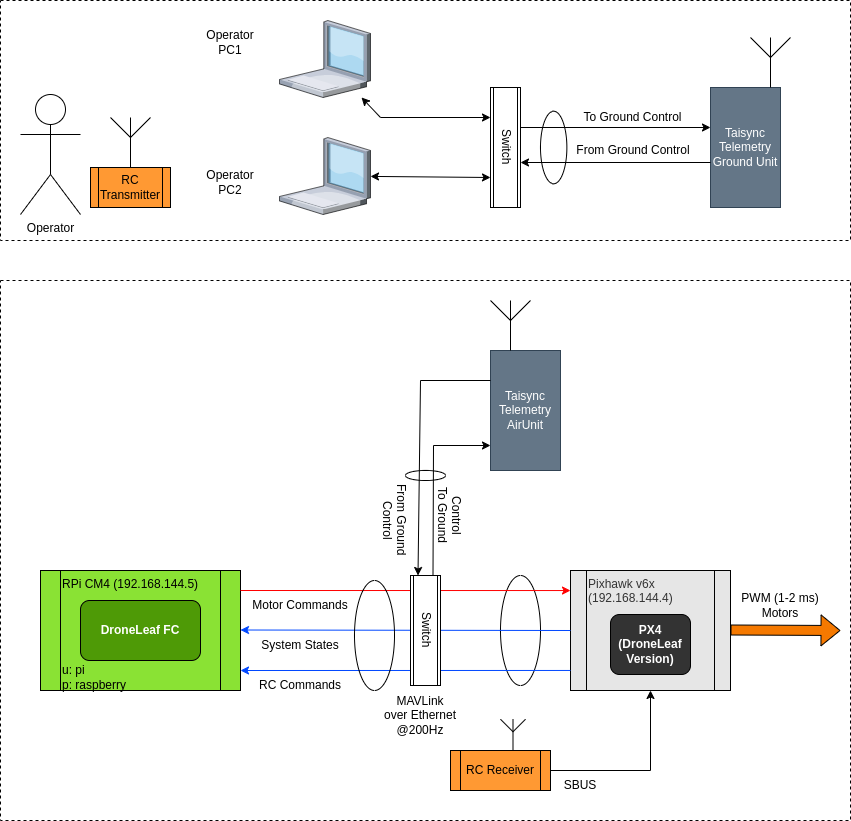 Operator
PC1
Operator
PC2
Operator
RC
Transmitter
Switch
To Ground Control
From Ground Control
Taisync
Telemetry
Ground Unit
Taisync
Telemetry
AirUnit
From Ground
Control
To Ground
Control
RPi CM4 (192.168.144.5)
DroneLeaf FC
u: pi
p: raspberry
Motor Commands
System States
RC Commands
Switch
MAVLink
over Ethernet
@200Hz
Pixhawk v6x
(192.168.144.4)
PX4
(DroneLeaf
Version)
PWM (1-2 ms)
Motors
RC Receiver
SBUS